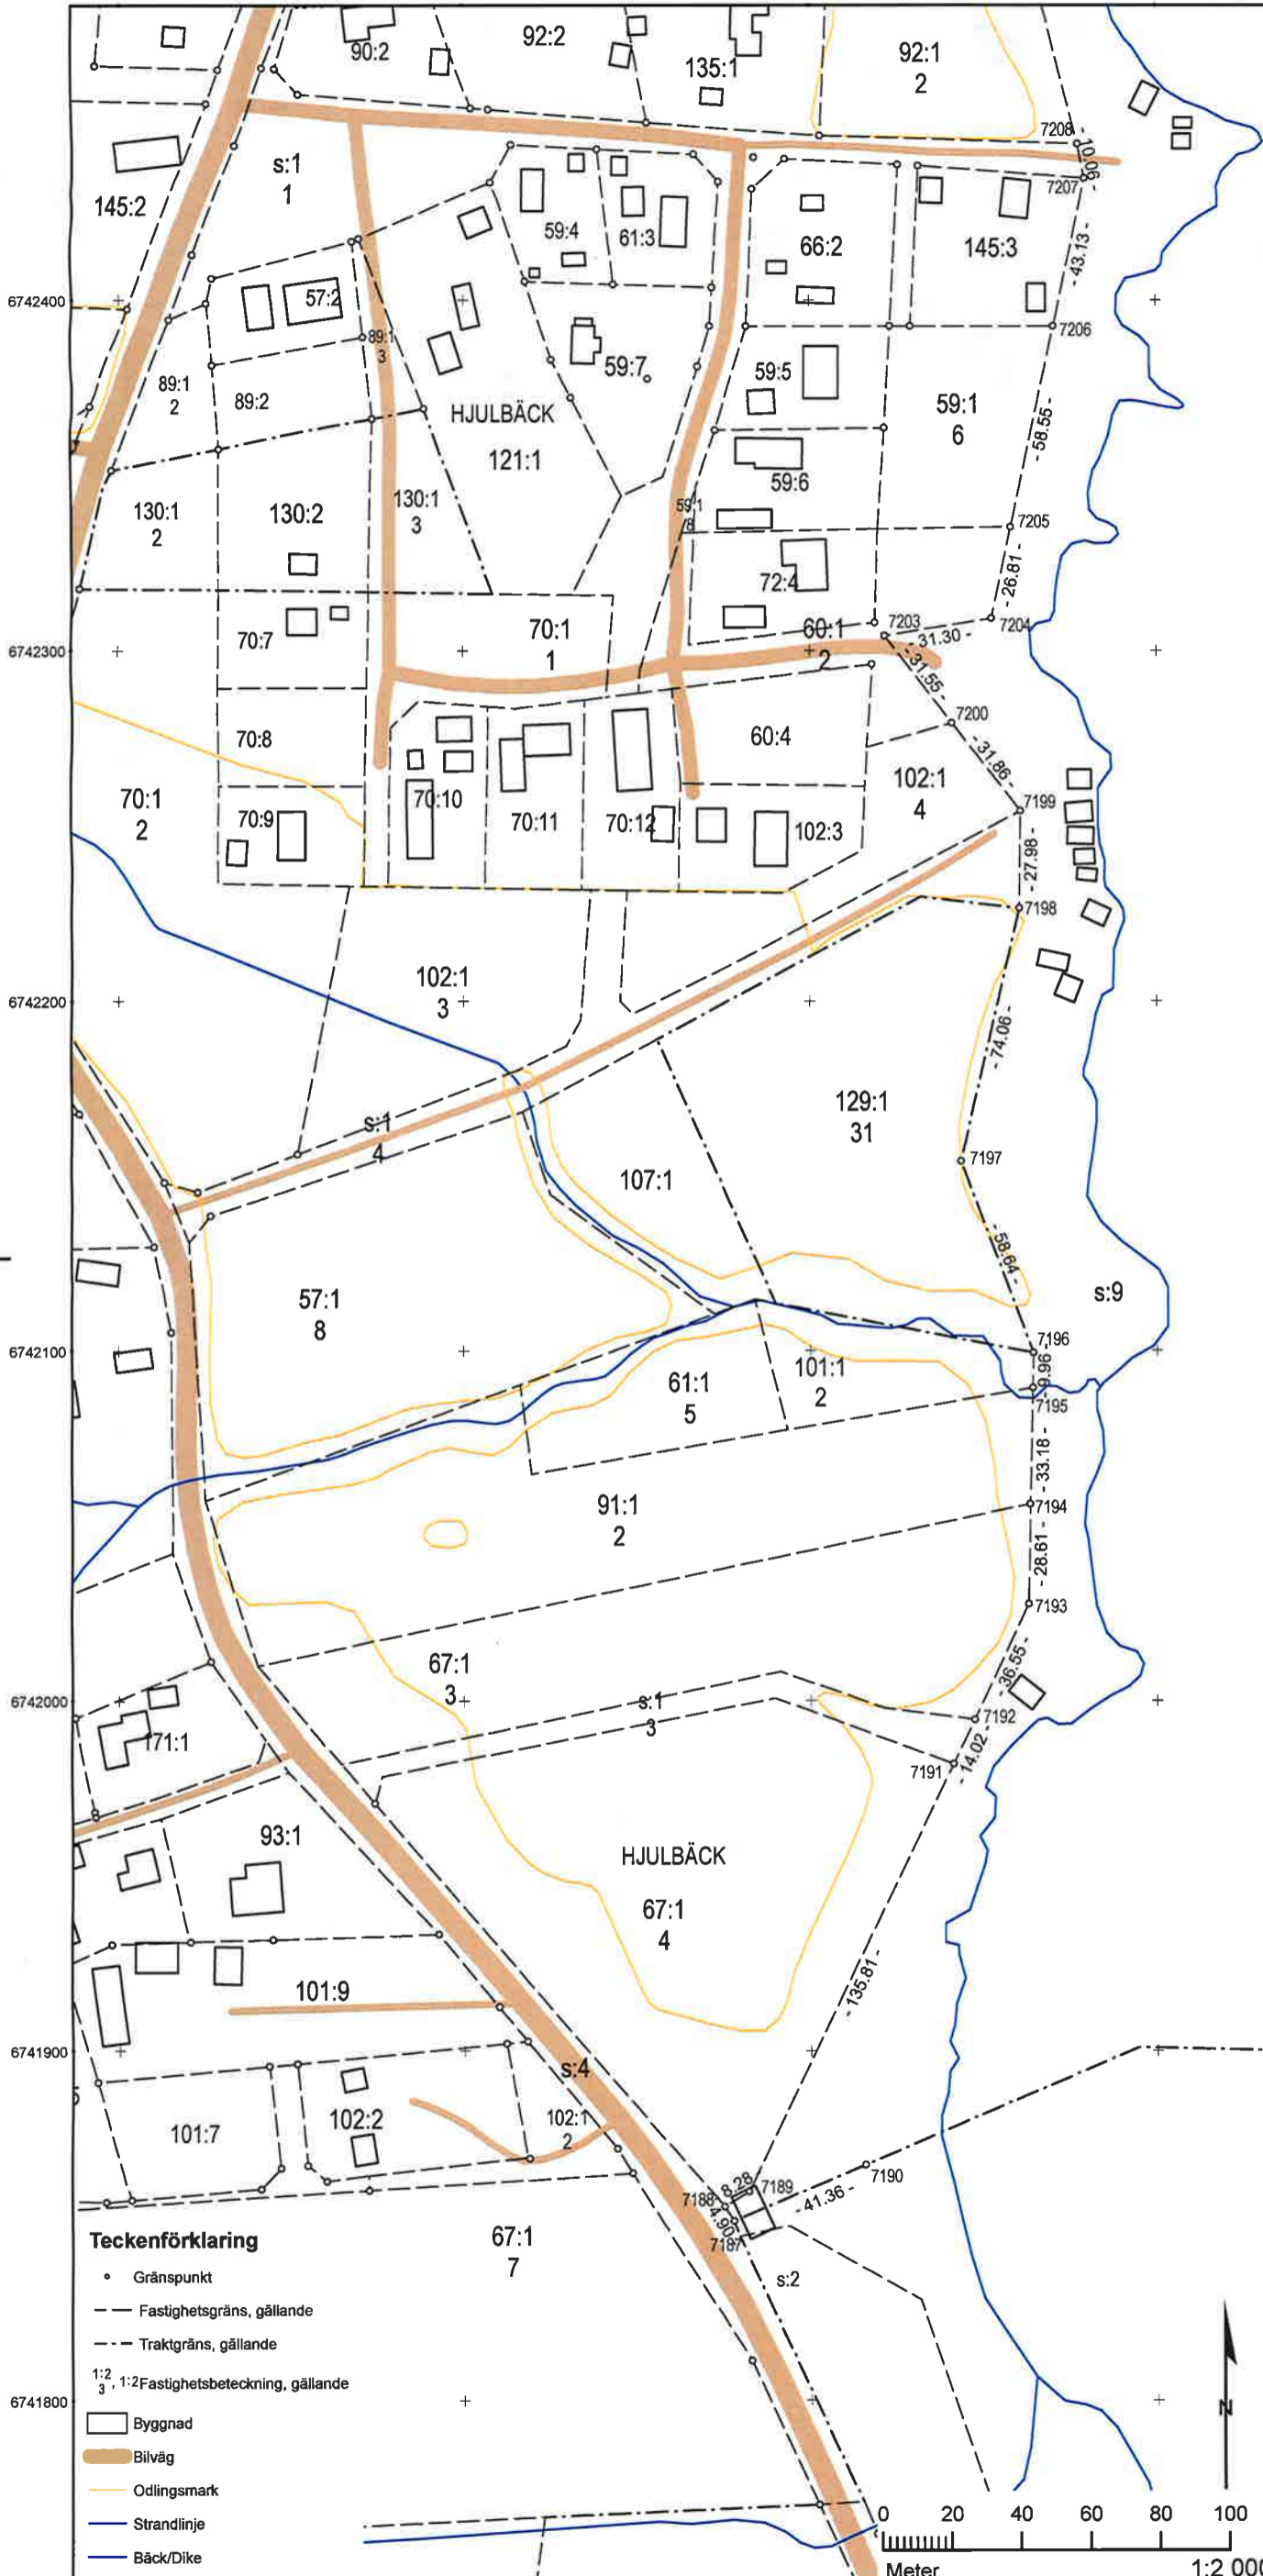 90:2
92:2
135:1
92:1
2
7208
- 10.06 -
7207
145:2
s:1
1
59:4
61:3
66:2
145:3
- 43.13 -
6742400
57:2
89:1
3
7206
89:1
2
89:2
59:7
59:5
59:1
6
- 58.55 -
HJULBÄCK
121:1
59:6
130:1
2
130:2
130:1
3
59:1
8
7205
72:4
- 26.81 -
70:7
70:1
1
60:1
2
7203
7204
- 31.30 -
6742300
- 31.55 -
70:8
60:4
7200
- 31.86 -
70:1
2
70:9
70:10
70:11
70:12
102:3
102:1
4
7199
- 27.98 -
7198
6742200
102:1
3
- 74.06 -
s:1
4
129:1
31
107:1
7197
- 58.64 -
57:1
8
s:9
7196
6742100
- 9.96 -
61:1
5
101:1
2
7195
- 33.18 -
91:1
2
7194
- 28.61 -
7193
67:1
3
- 36.55 -
6742000
s:1
3
7192
171:1
- 14.02 -
7191
93:1
HJULBÄCK
67:1
4
- 135.81 -
101:9
6741900
s:4
101:7
102:2
102:1
2
7190
8.28
7189
7188
- 41.36 -
4.90
7187
67:1
7
s:2
Teckenförklaring
Gränspunkt
Fastighetsgräns, gällande
Traktgräns, gällande
1:2
3 , 1:2 Fastighetsbeteckning, gällande
6741800
Byggnad
Bilväg
Odlingsmark
Strandlinje
Bäck/Dike
N
0 20 40 60 80 100
Meter
1:2 000